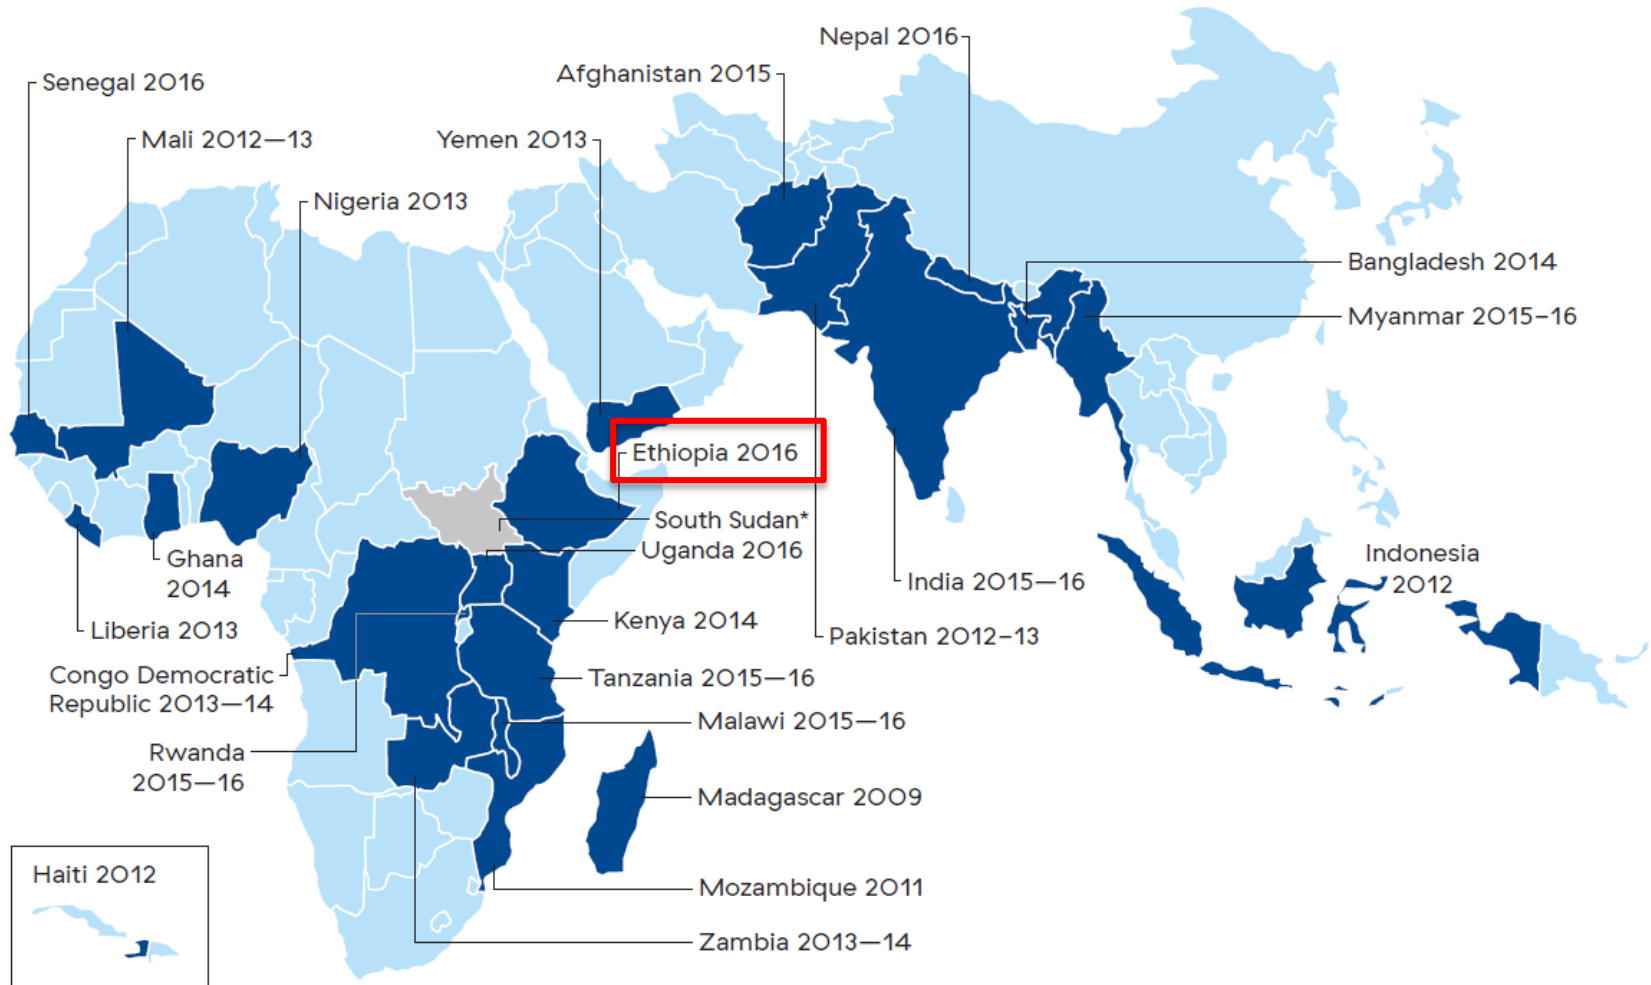 Nepal 2016
Afghanistan 2015
Senegal 2016
Mali 2012—13
Yemen 2013
Nigeria 2013
Bangladesh 2014
Myanmar 2015–16
Ethiopia 2016
South Sudan*
Uganda 2016
Ghana
2014
Indonesia
2012
India 2015—16
Liberia 2013
Kenya 2014
Pakistan 2012–13
Congo Democratic
Republic 2013—14
Tanzania 2015—16
Malawi 2015—16
Rwanda
2015—16
Madagascar 2009
Haiti 2012
Mozambique 2011
Zambia 2013—14